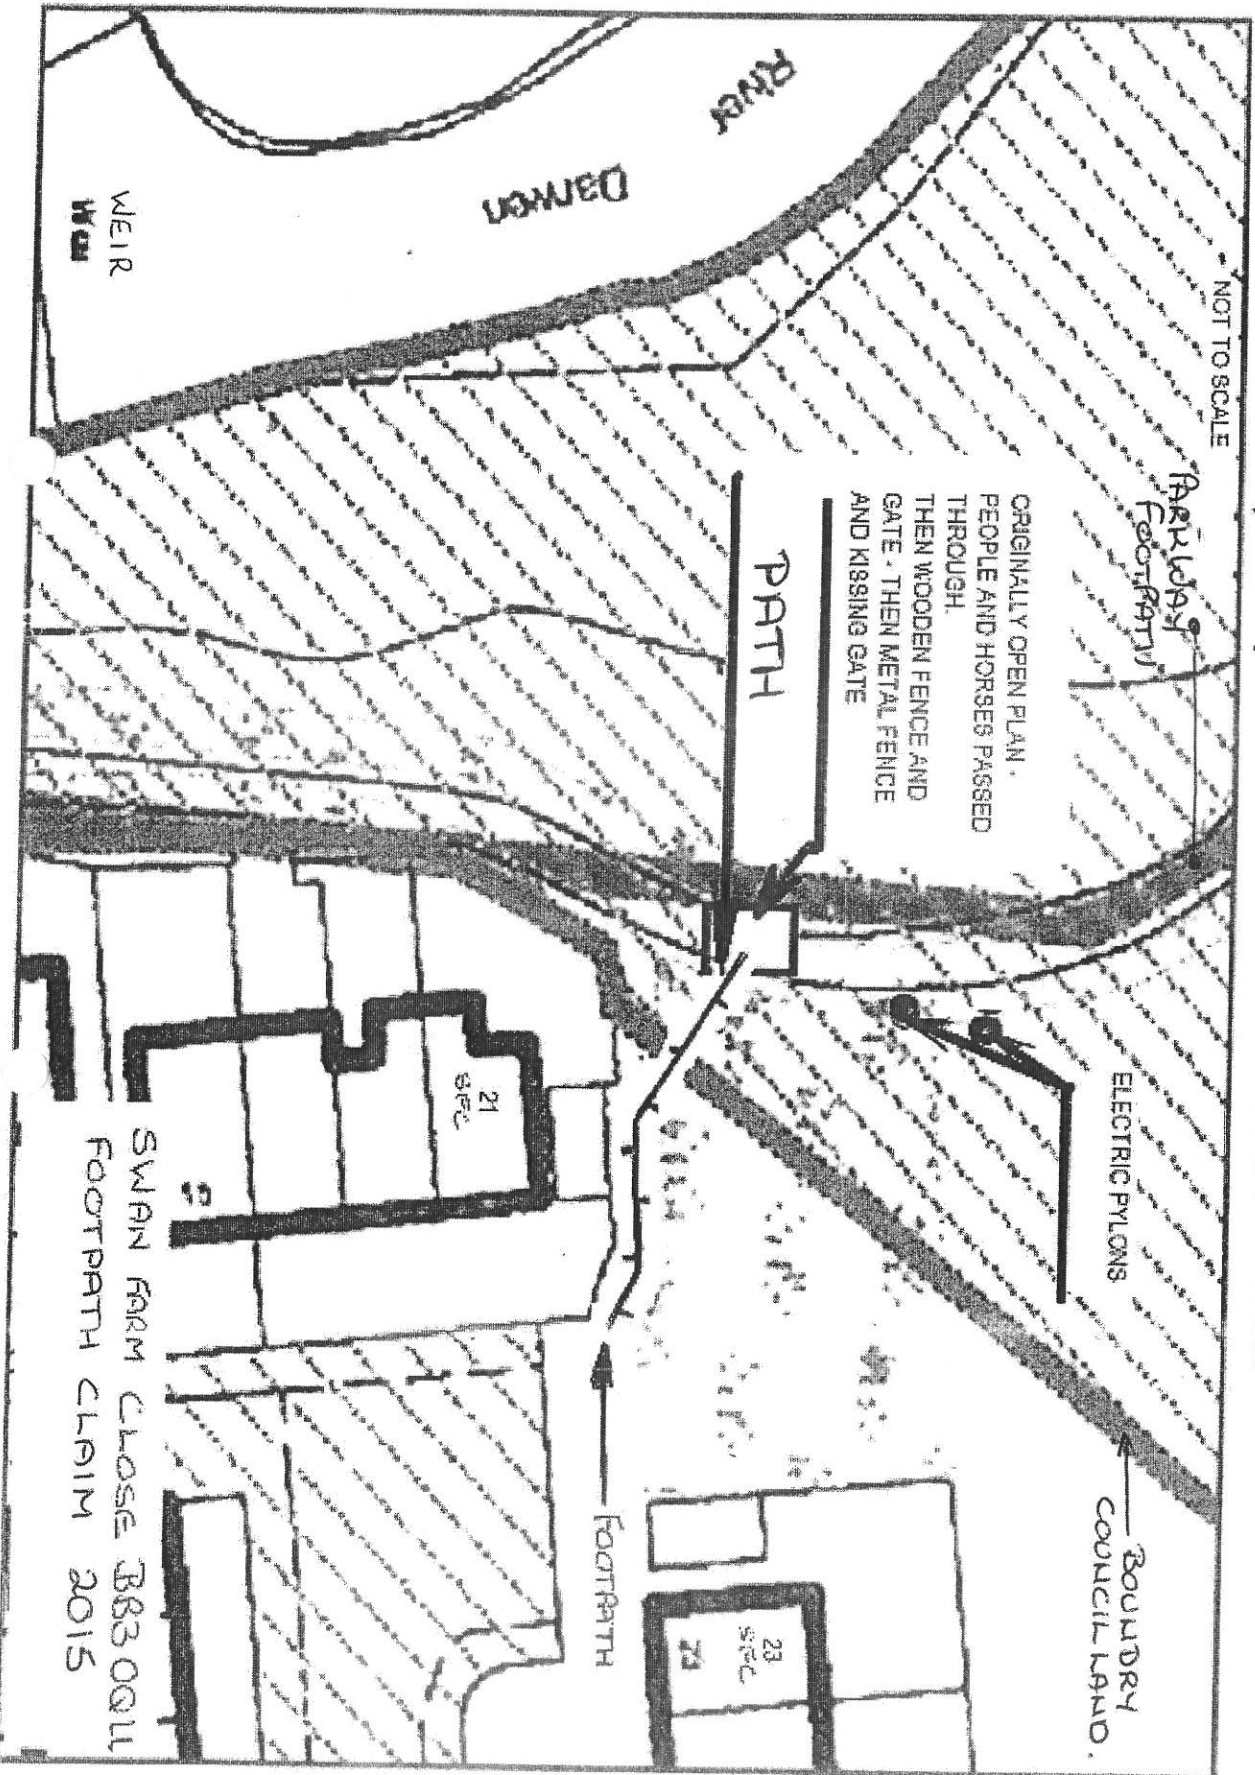 NOT TO SCALE
PARKWAY
FOOTPATH
River
Darwen
WEIR
ORIGINALLY OPEN PLAN -
PEOPLE AND HORSES PASSED
THROUGH.
THEN WOODEN FENCE AND
GATE - THEN METAL FENCE
AND KISSING GATE
PATH
ELECTRIC PYLONS
BOUNDRY
COUNCIL LAND.
21
SFC
FOOTPATH
23
SFC
23
SWAN FARM CLOSE BB3 0QU
FOOTPATH CLAIM 2015